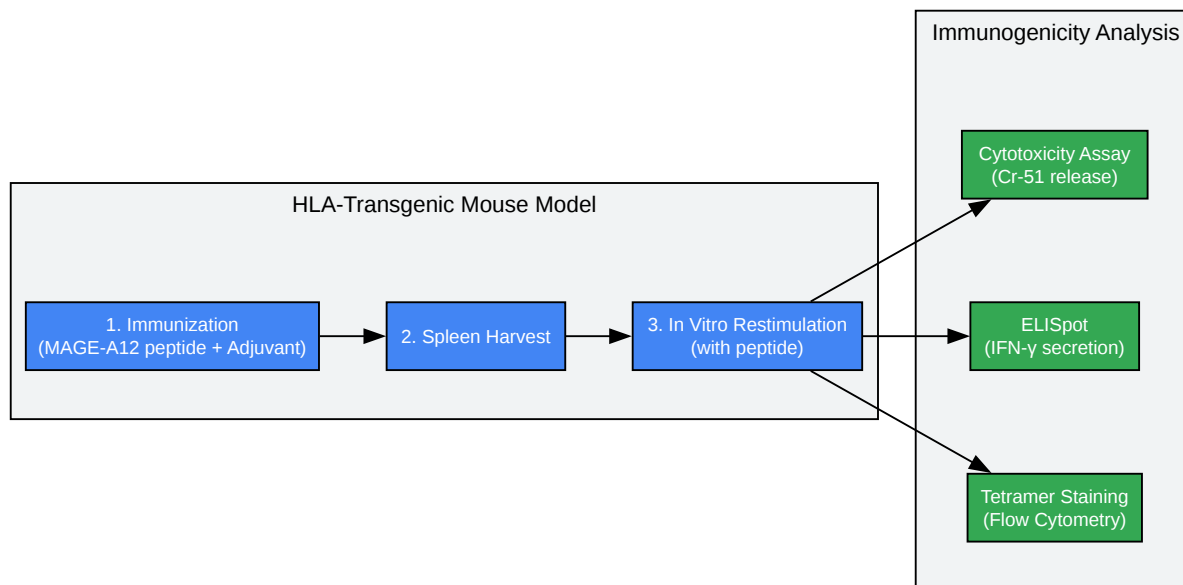 Immunogenicity Analysis
Cytotoxicity Assay
(Cr-51 release)
HLA-Transgenic Mouse Model
1. Immunization
(MAGE-A12 peptide + Adjuvant)
2. Spleen Harvest
3. In Vitro Restimulation
(with peptide)
ELISpot
(IFN-γ secretion)
Tetramer Staining
(Flow Cytometry)